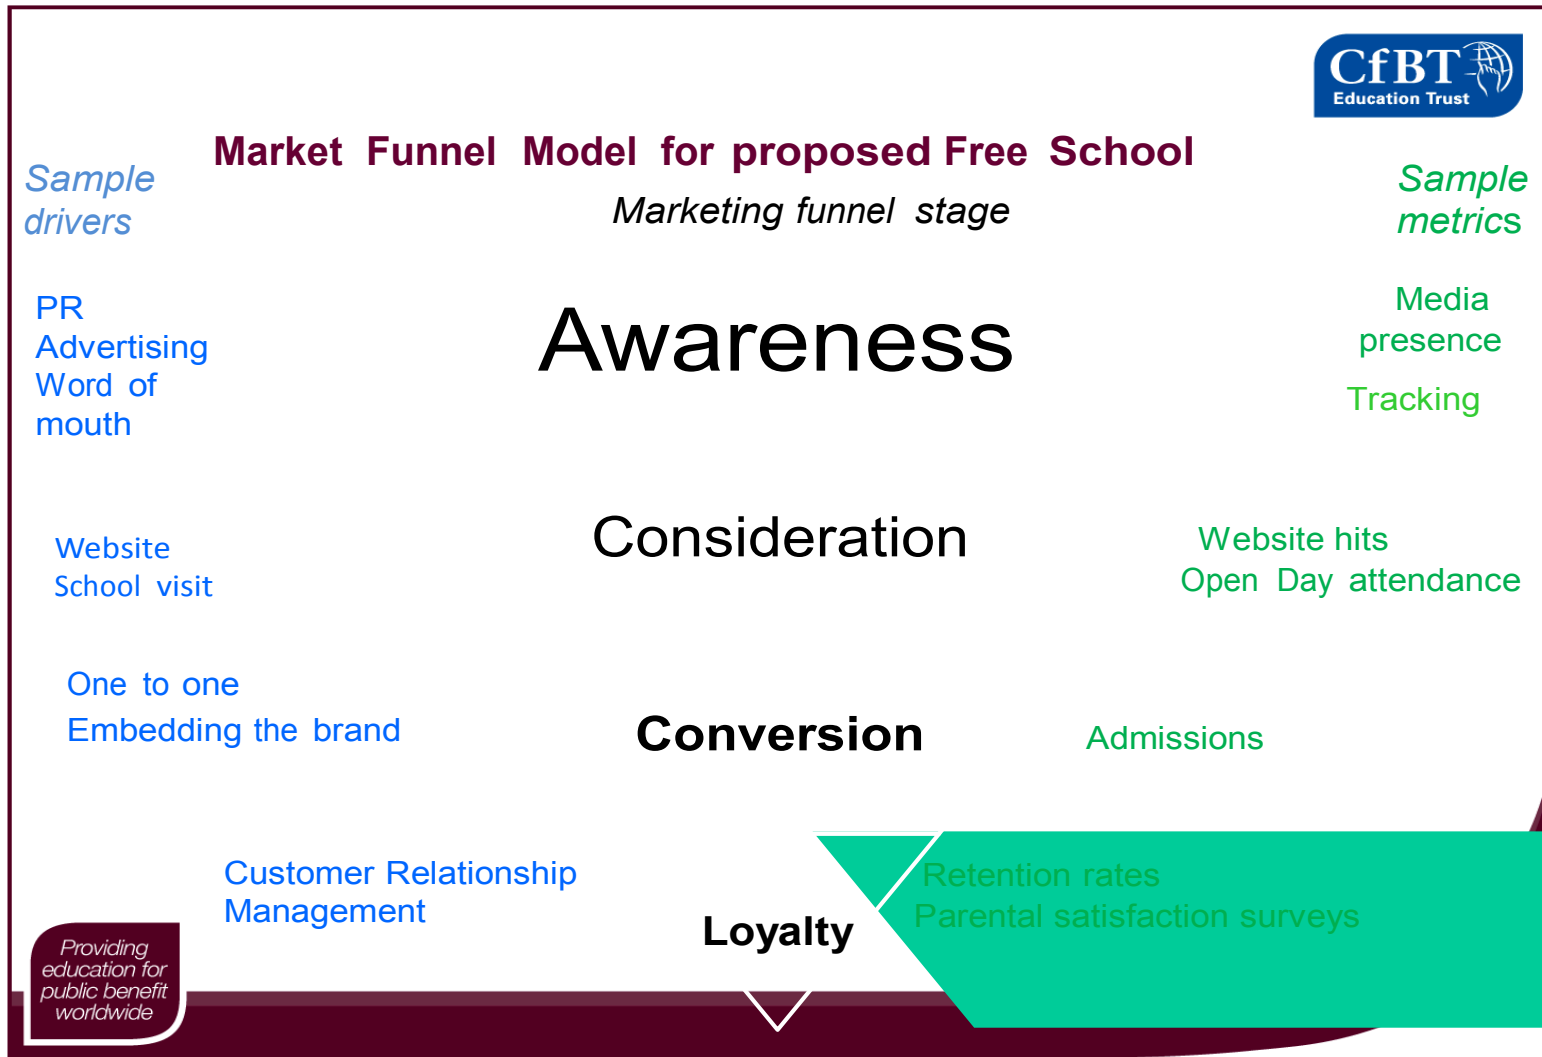 CfBT
Education Trust
Market Funnel Model for proposed Free School
Sample
drivers
Marketing funnel stage
Sample
metrics
PR
Advertising
Word of
mouth
Awareness
Media
presence
Tracking
Website
School visit
Consideration
Website hits
Open Day attendance
One to one
Embedding the brand
Conversion
Admissions
Customer Relationship
Management
Loyalty
Retention rates
Parental satisfaction surveys
Providing
education for
public benefit
worldwide